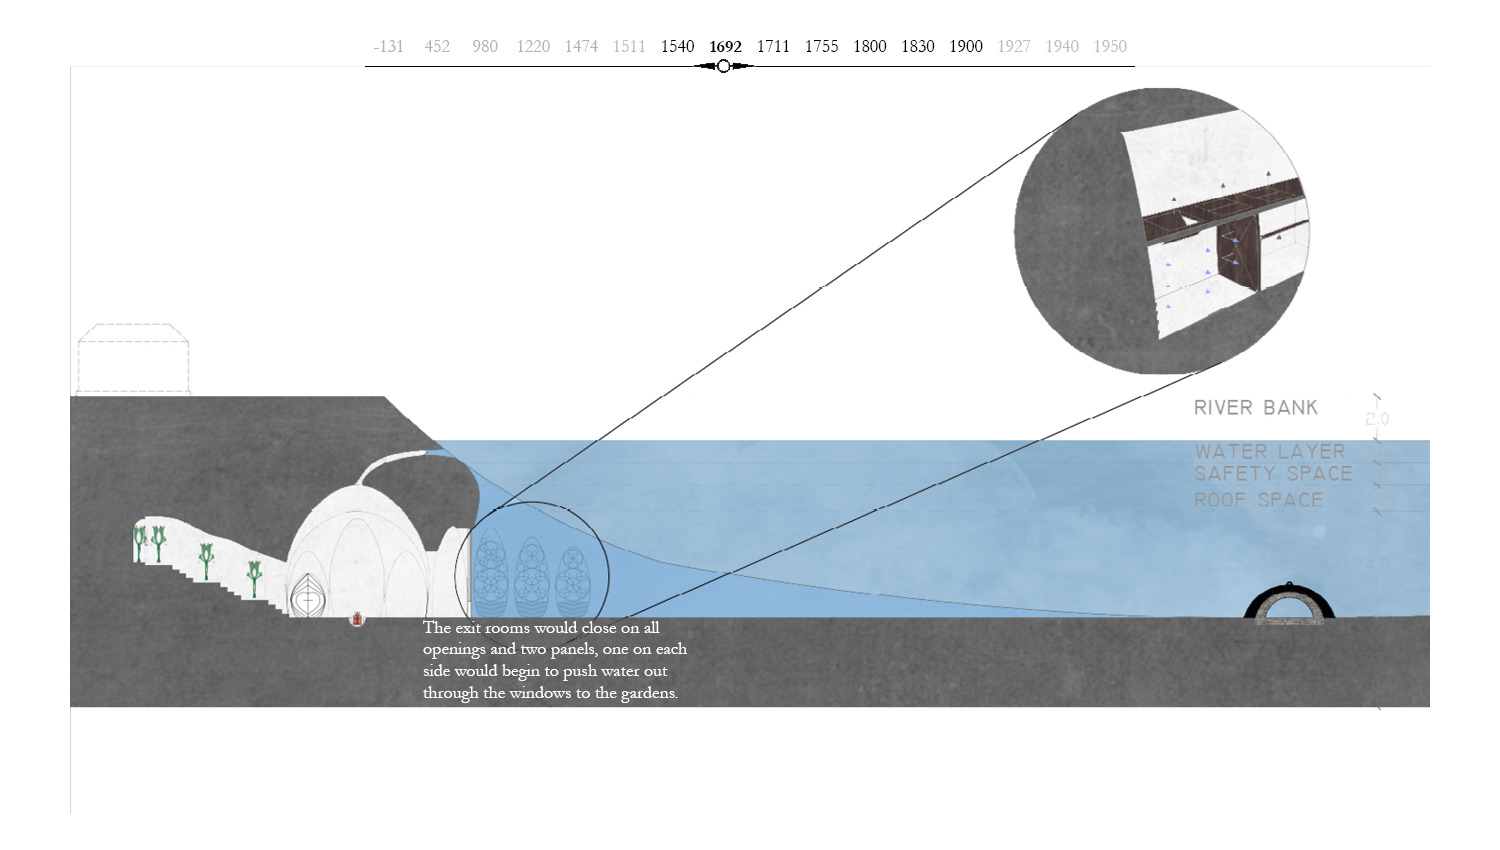 -131 452 980 1220 1474 1511 1540 1692 1711 1755 1800 1830 1900 1927 1940 1950
RIVER BANK
2.0
WATER LAYER
SAFETY SPACE
ROOF SPACE
The exit rooms would close on all
openings and two panels, one on each
side would begin to push water out
through the windows to the gardens.